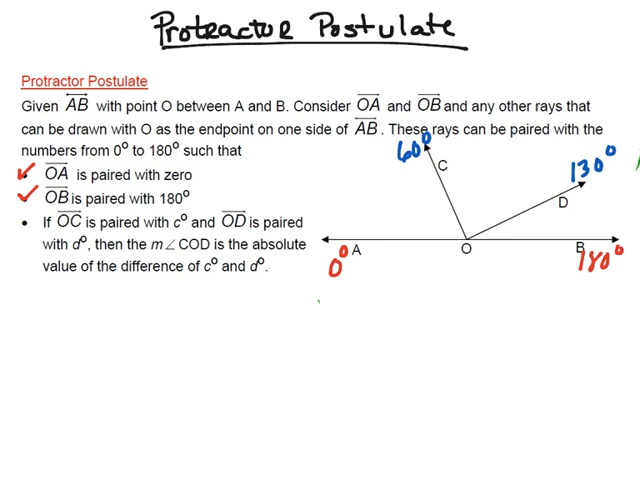 Protractor Postulate
Protractor Postulate
Given AB with point O between A and B. Consider OA and OB and any other rays that
can be drawn with O as the endpoint on one side of AB. These rays can be paired with the
numbers from 0° to 180° such that
OA is paired with zero
OB is paired with 180°
• If OC is paired with c° and OD is paired
with d°, then the m∠COD is the absolute
value of the difference of c° and d°.
60°
C
130°
D
A
O
B
0°
180°